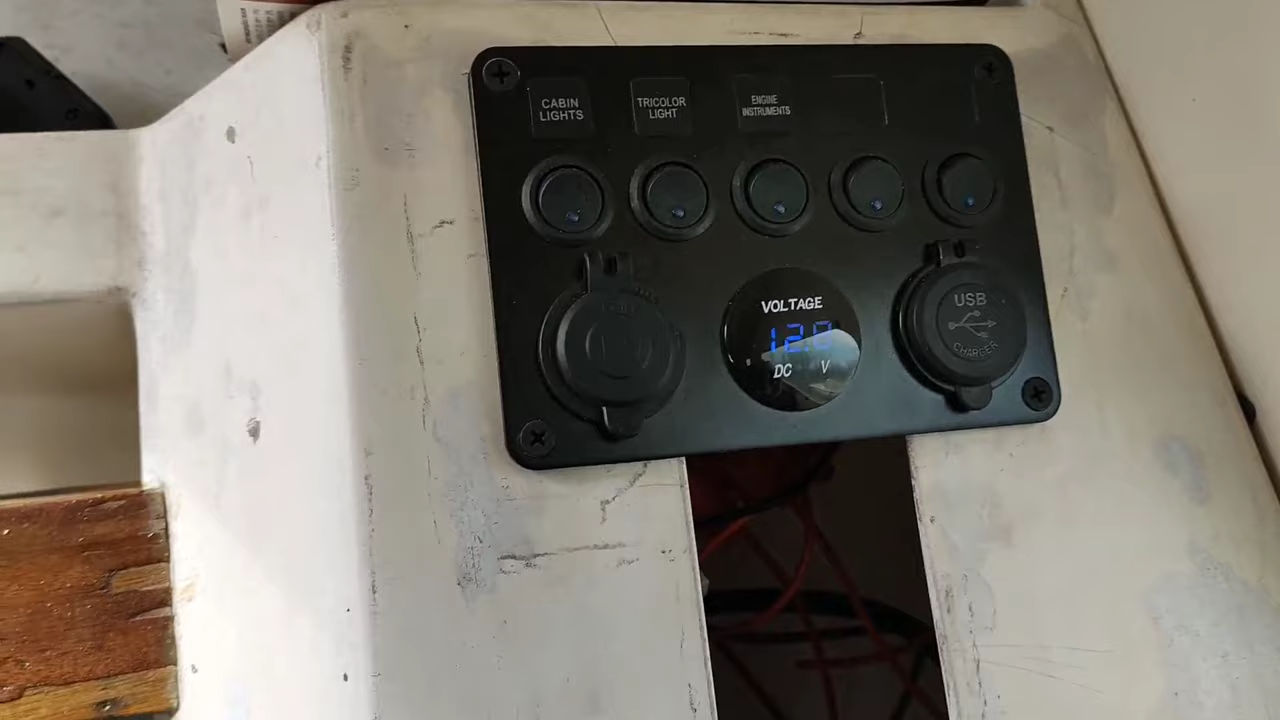 CABIN
LIGHTS
TRICOLOR
LIGHT
ENGINE
INSTRUMENTS
VOLTAGE
12.0
DC V
USB
CHARGER